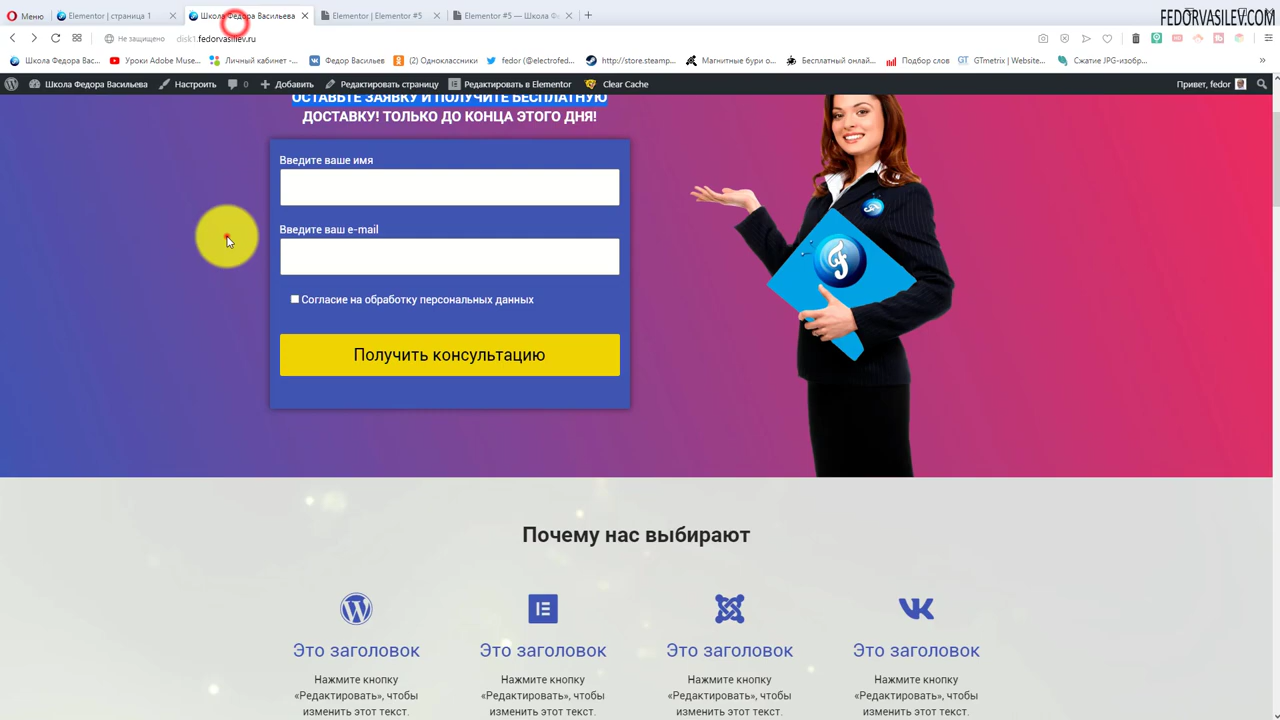 FEDORVASILEV.COM
Меню
Elementor | страница 1
Школа Федора Васильева
Elementor | Elementor #5
Elementor #5 — Школа Ф
Не защищено
disk1.fedorvasilev.ru
Школа Федора Вас...
Уроки Adobe Muse...
Личный кабинет -...
Федор Васильев
(2) Одноклассники
fedor (@electrofed...
http://store.steamp...
Магнитные бури о...
Бесплатный онлай...
Подбор слов
GTmetrix | Website...
Сжатие JPG-изобр...
Школа Федора Васильева
Настроить
0
Добавить
Редактировать страницу
Редактировать в Elementor
Clear Cache
Привет, fedor
ОСТАВЬТЕ ЗАЯВКУ И ПОЛУЧИТЕ БЕСПЛАТНУЮ
ДОСТАВКУ! ТОЛЬКО ДО КОНЦА ЭТОГО ДНЯ!
Введите ваше имя
Введите ваш e-mail
Согласие на обработку персональных данных
Получить консультацию
Почему нас выбирают
Это заголовок
Это заголовок
Это заголовок
Это заголовок
Нажмите кнопку
«Редактировать», чтобы
изменить этот текст.
Нажмите кнопку
«Редактировать», чтобы
изменить этот текст.
Нажмите кнопку
«Редактировать», чтобы
изменить этот текст.
Нажмите кнопку
«Редактировать», чтобы
изменить этот текст.